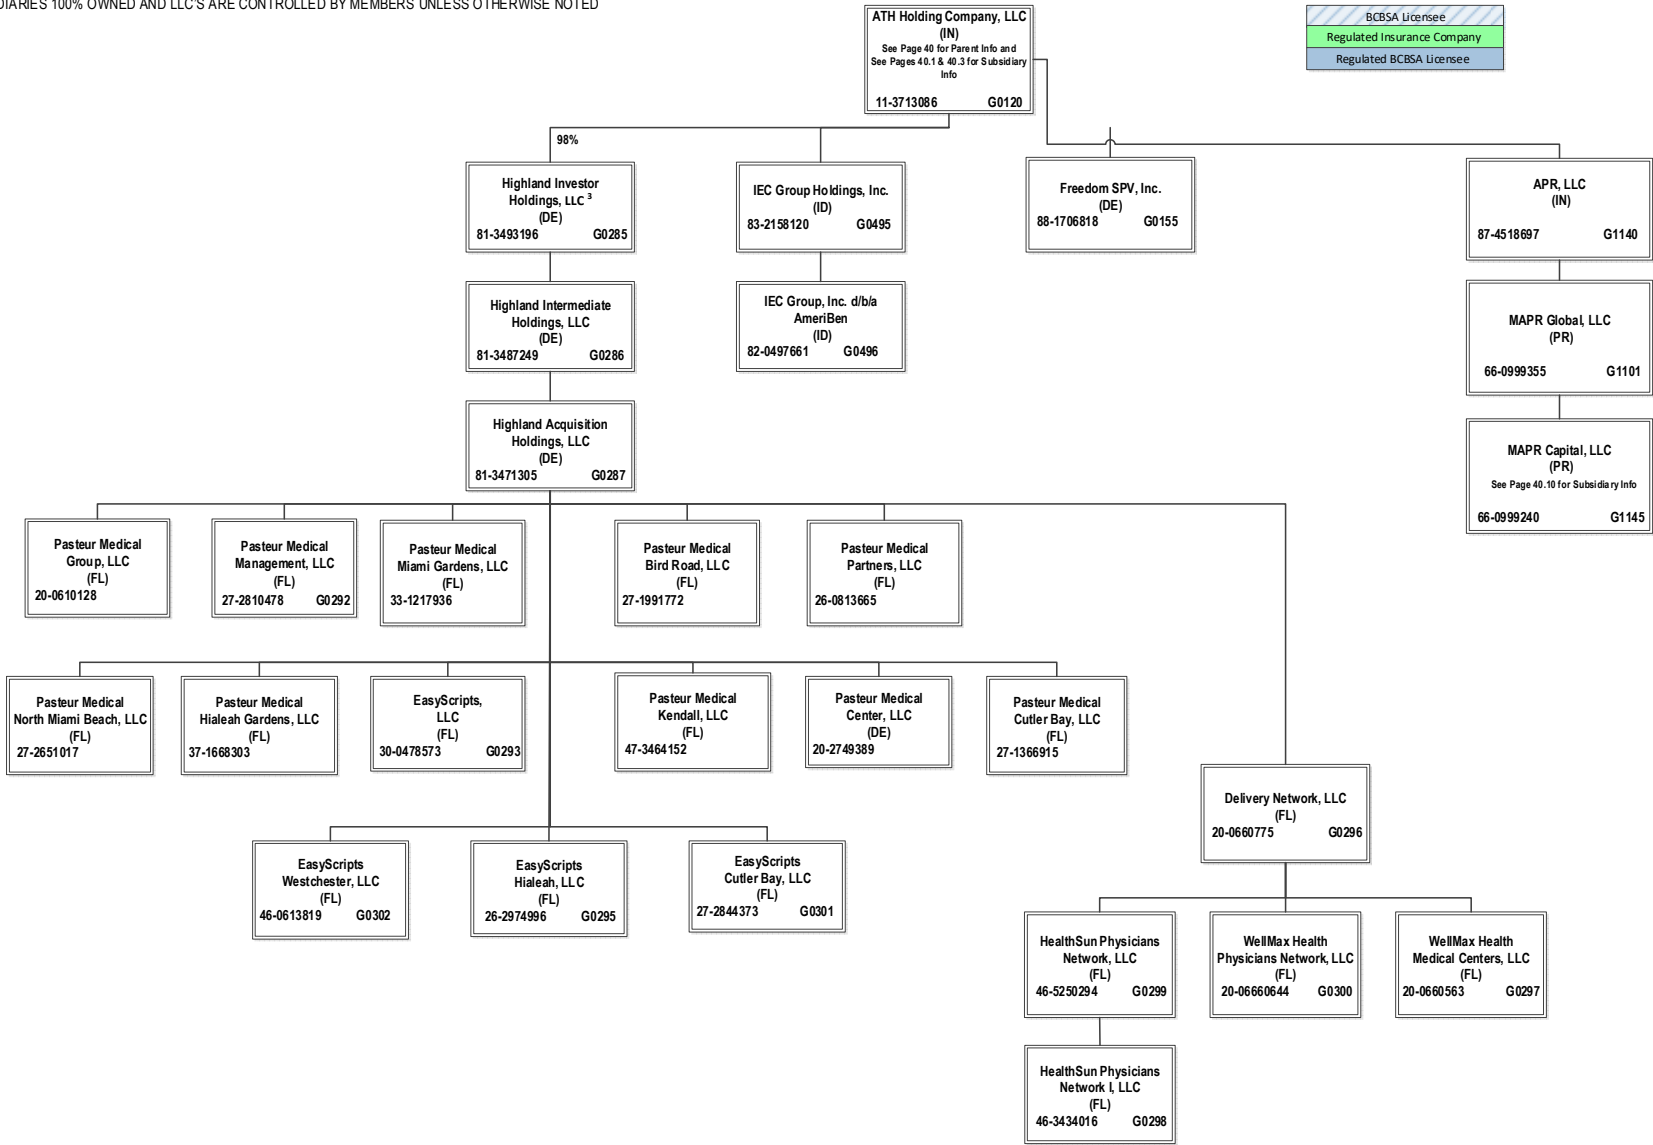 DIARIES 100% OWNED AND LLC'S ARE CONTROLLED BY MEMBERS UNLESS OTHERWISE NOTED
BCBSA Licensee
Regulated Insurance Company
Regulated BCBSA Licensee
ATH Holding Company, LLC
(IN)
See Page 40 for Parent Info and
See Pages 40.1 & 40.3 for Subsidiary
Info
11-3713086 G0120
98%
Highland Investor
Holdings, LLC 3
(DE)
81-3493196 G0285
IEC Group Holdings, Inc.
(ID)
83-2158120 G0495
Freedom SPV, Inc.
(DE)
88-1706818 G0155
APR, LLC
(IN)
87-4518697 G1140
Highland Intermediate
Holdings, LLC
(DE)
81-3487249 G0286
IEC Group, Inc. d/b/a
AmeriBen
(ID)
82-0497661 G0496
MAPR Global, LLC
(PR)
66-0999355 G1101
Highland Acquisition
Holdings, LLC
(DE)
81-3471305 G0287
MAPR Capital, LLC
(PR)
See Page 40.10 for Subsidiary Info
66-0999240 G1145
Pasteur Medical
Group, LLC
(FL)
20-0610128
Pasteur Medical
Management, LLC
(FL)
27-2810478 G0292
Pasteur Medical
Miami Gardens, LLC
(FL)
33-1217936
Pasteur Medical
Bird Road, LLC
(FL)
27-1991772
Pasteur Medical
Partners, LLC
(FL)
26-0813665
Pasteur Medical
North Miami Beach, LLC
(FL)
27-2651017
Pasteur Medical
Hialeah Gardens, LLC
(FL)
37-1668303
EasyScripts,
LLC
(FL)
30-0478573 G0293
Pasteur Medical
Kendall, LLC
(FL)
47-3464152
Pasteur Medical
Center, LLC
(DE)
20-2749389
Pasteur Medical
Cutler Bay, LLC
(FL)
27-1366915
Delivery Network, LLC
(FL)
20-0660775 G0296
EasyScripts
Westchester, LLC
(FL)
46-0613819 G0302
EasyScripts
Hialeah, LLC
(FL)
26-2974996 G0295
EasyScripts
Cutler Bay, LLC
(FL)
27-2844373 G0301
HealthSun Physicians
Network, LLC
(FL)
46-5250294 G0299
WellMax Health
Physicians Network, LLC
(FL)
20-06660644 G0300
WellMax Health
Medical Centers, LLC
(FL)
20-0660563 G0297
HealthSun Physicians
Network I, LLC
(FL)
46-3434016 G0298